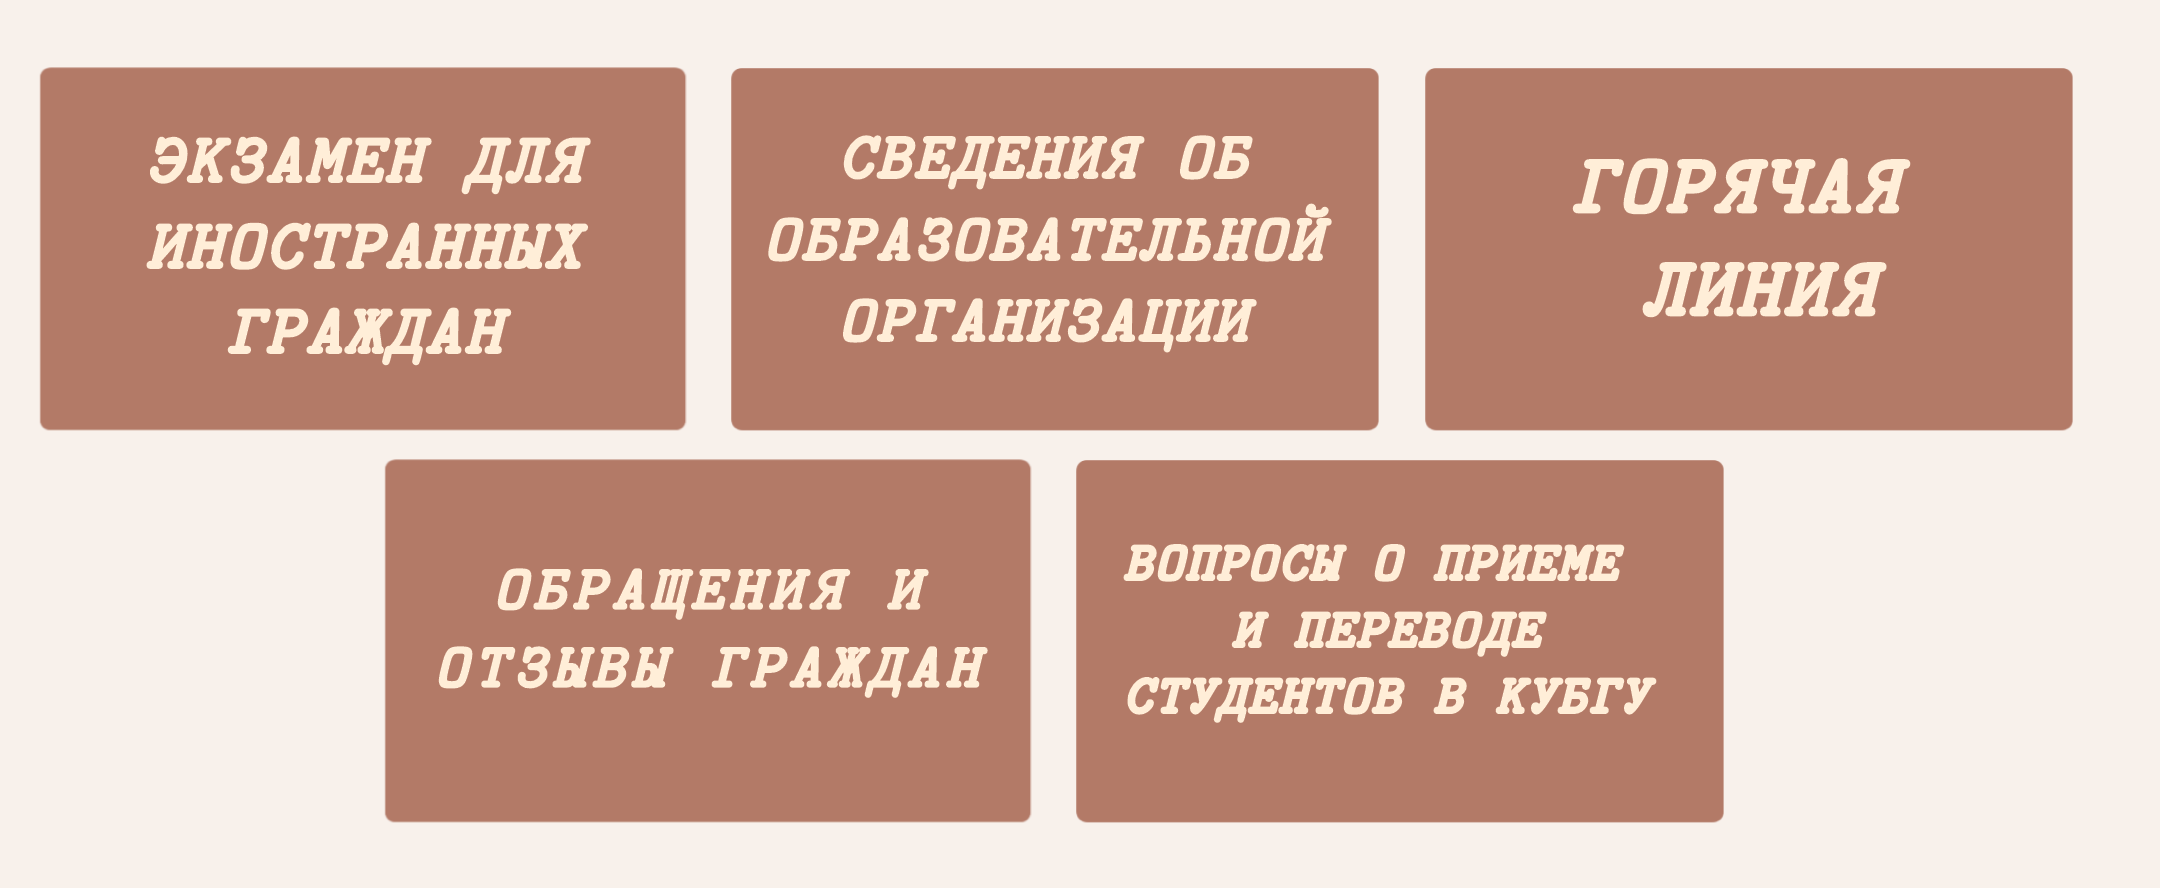 ЭКЗАМЕН ДЛЯ
ИНОСТРАННЫХ
ГРАЖДАН
СВЕДЕНИЯ ОБ
ОБРАЗОВАТЕЛЬНОЙ
ОРГАНИЗАЦИИ
ГОРЯЧАЯ
ЛИНИЯ
ОБРАЩЕНИЯ И
ОТЗЫВЫ ГРАЖДАН
ВОПРОСЫ О ПРИЕМЕ
И ПЕРЕВОДЕ
СТУДЕНТОВ В КУБГУ